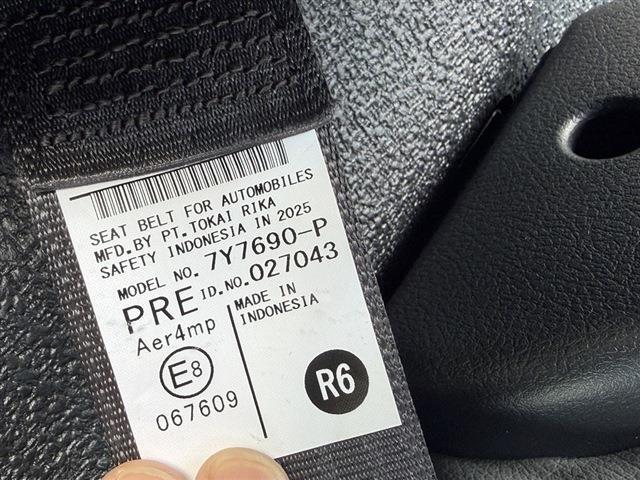 SEAT BELT FOR AUTOMOBILES
MFD.BY PT.TOKAI RIKA
SAFETY INDONESIA IN 2025
MODEL NO. 7Y7690-P
PRE ID.NO.027043
Aer4mp
MADE IN
INDONESIA
E8
067609
R6